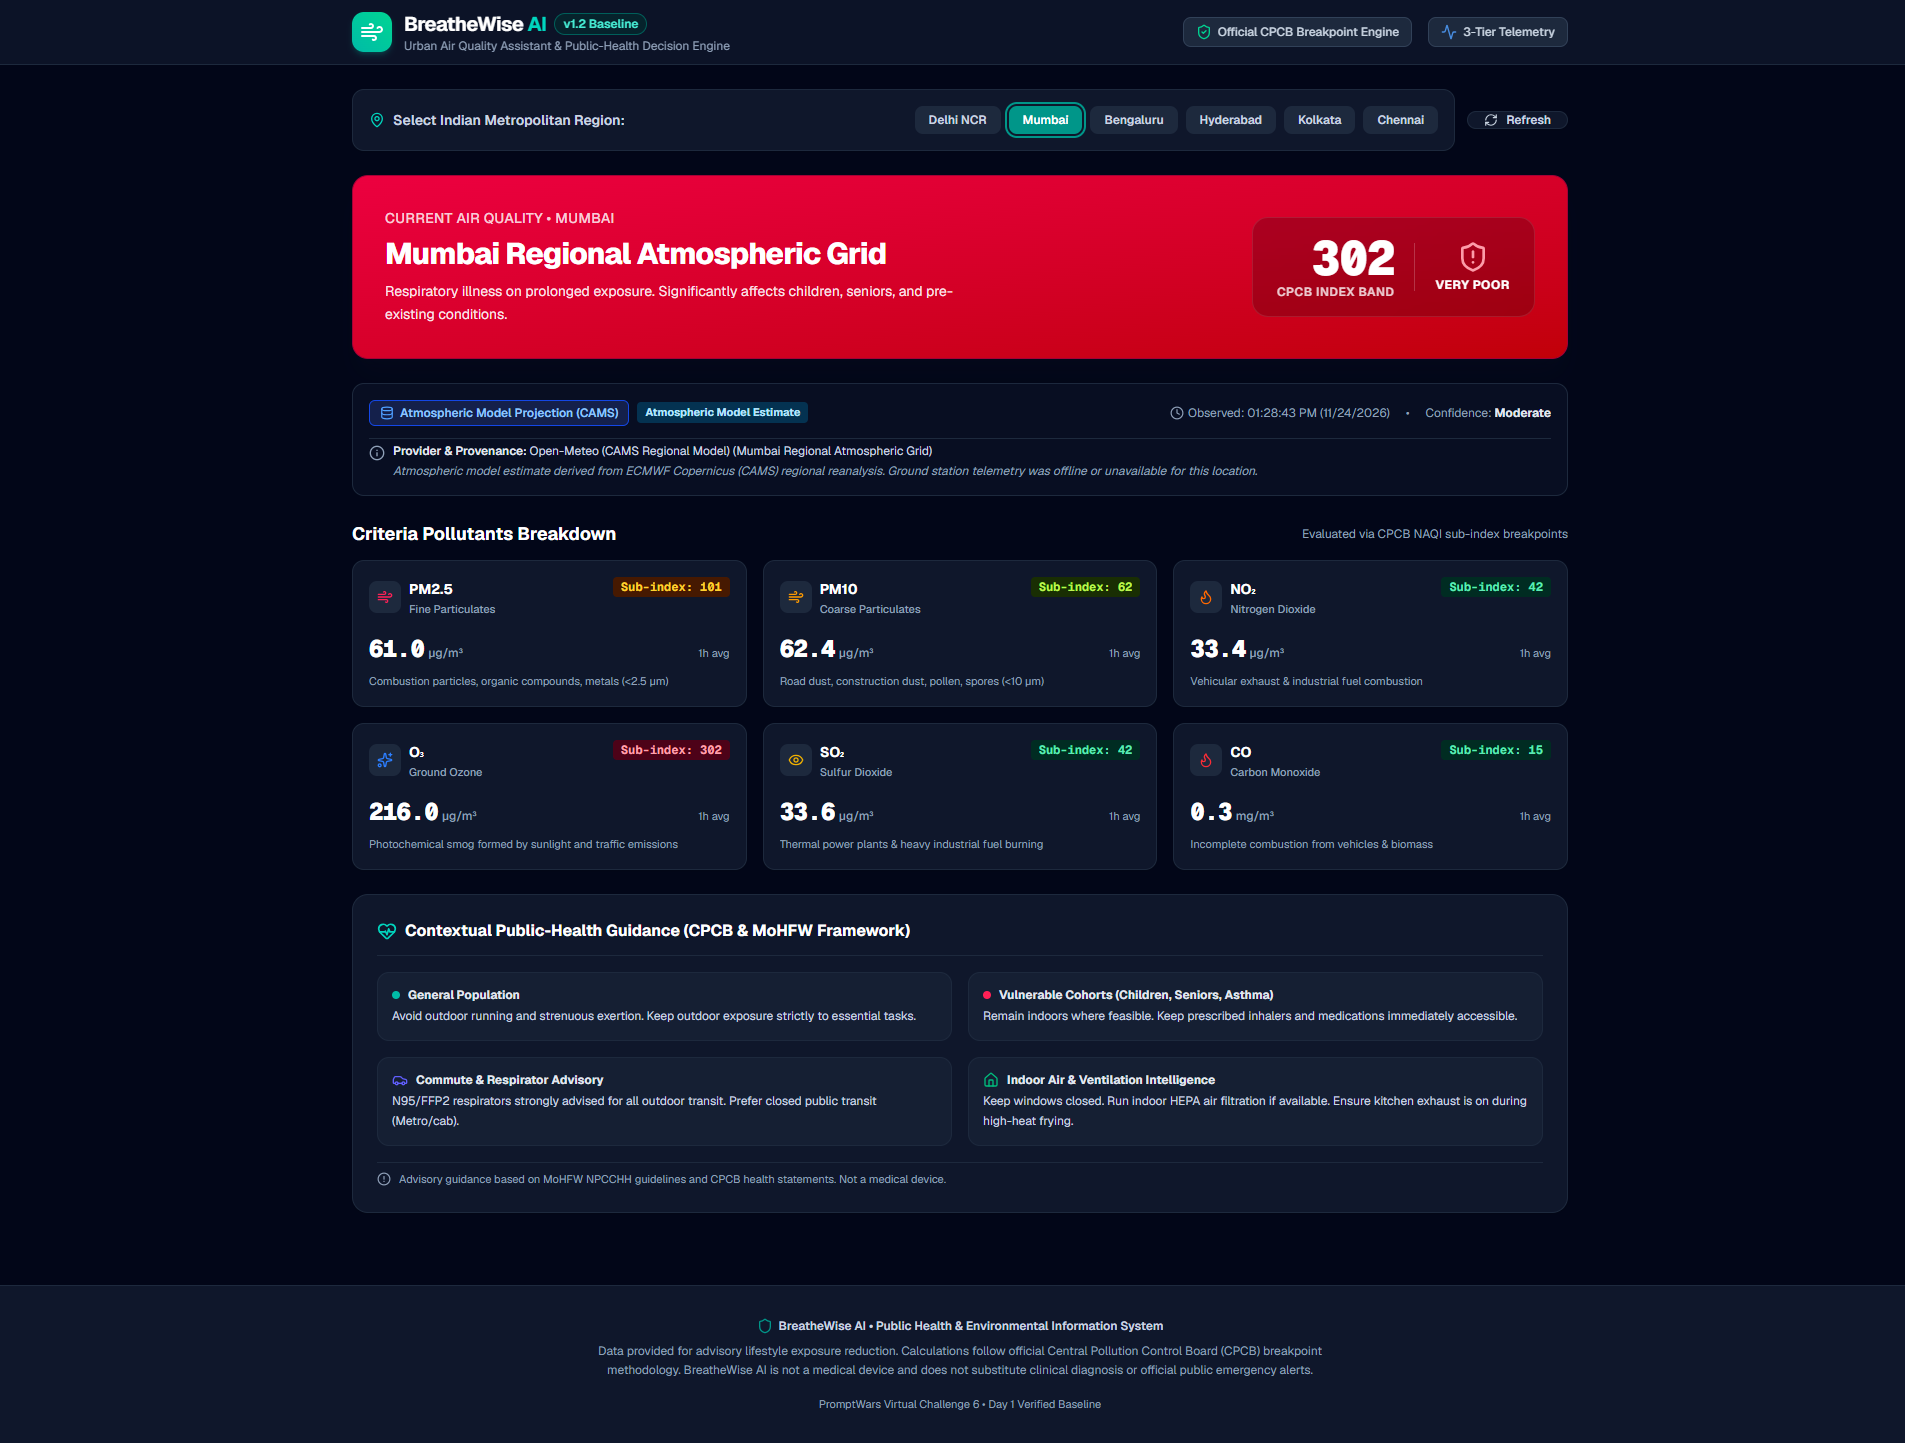 BreatheWise AI v1.2 Baseline
Urban Air Quality Assistant & Public-Health Decision Engine
Official CPCB Breakpoint Engine
3-Tier Telemetry
Select Indian Metropolitan Region:
Delhi NCR
Mumbai
Bengaluru
Hyderabad
Kolkata
Chennai
Refresh
CURRENT AIR QUALITY • MUMBAI
Mumbai Regional Atmospheric Grid
Respiratory illness on prolonged exposure. Significantly affects children, seniors, and pre-
existing conditions.
302
CPCB INDEX BAND
VERY POOR
Atmospheric Model Projection (CAMS)
Atmospheric Model Estimate
Observed: 01:28:43 PM (11/24/2026) • Confidence: Moderate
Provider & Provenance: Open-Meteo (CAMS Regional Model) (Mumbai Regional Atmospheric Grid)
Atmospheric model estimate derived from ECMWF Copernicus (CAMS) regional reanalysis. Ground station telemetry was offline or unavailable for this location.
Criteria Pollutants Breakdown
Evaluated via CPCB NAQI sub-index breakpoints
PM2.5
Fine Particulates
Sub-index: 101
61.0 µg/m³
1h avg
Combustion particles, organic compounds, metals (<2.5 µm)
PM10
Coarse Particulates
Sub-index: 62
62.4 µg/m³
1h avg
Road dust, construction dust, pollen, spores (<10 µm)
NO₂
Nitrogen Dioxide
Sub-index: 42
33.4 µg/m³
1h avg
Vehicular exhaust & industrial fuel combustion
O₃
Ground Ozone
Sub-index: 302
216.0 µg/m³
1h avg
Photochemical smog formed by sunlight and traffic emissions
SO₂
Sulfur Dioxide
Sub-index: 42
33.6 µg/m³
1h avg
Thermal power plants & heavy industrial fuel burning
CO
Carbon Monoxide
Sub-index: 15
0.3 mg/m³
1h avg
Incomplete combustion from vehicles & biomass
Contextual Public-Health Guidance (CPCB & MoHFW Framework)
General Population
Avoid outdoor running and strenuous exertion. Keep outdoor exposure strictly to essential tasks.
Vulnerable Cohorts (Children, Seniors, Asthma)
Remain indoors where feasible. Keep prescribed inhalers and medications immediately accessible.
Commute & Respirator Advisory
N95/FFP2 respirators strongly advised for all outdoor transit. Prefer closed public transit
(Metro/cab).
Indoor Air & Ventilation Intelligence
Keep windows closed. Run indoor HEPA air filtration if available. Ensure kitchen exhaust is on during
high-heat frying.
Advisory guidance based on MoHFW NPCCHH guidelines and CPCB health statements. Not a medical device.
BreatheWise AI • Public Health & Environmental Information System
Data provided for advisory lifestyle exposure reduction. Calculations follow official Central Pollution Control Board (CPCB) breakpoint
methodology. BreatheWise AI is not a medical device and does not substitute clinical diagnosis or official public emergency alerts.
PromptWars Virtual Challenge 6 • Day 1 Verified Baseline